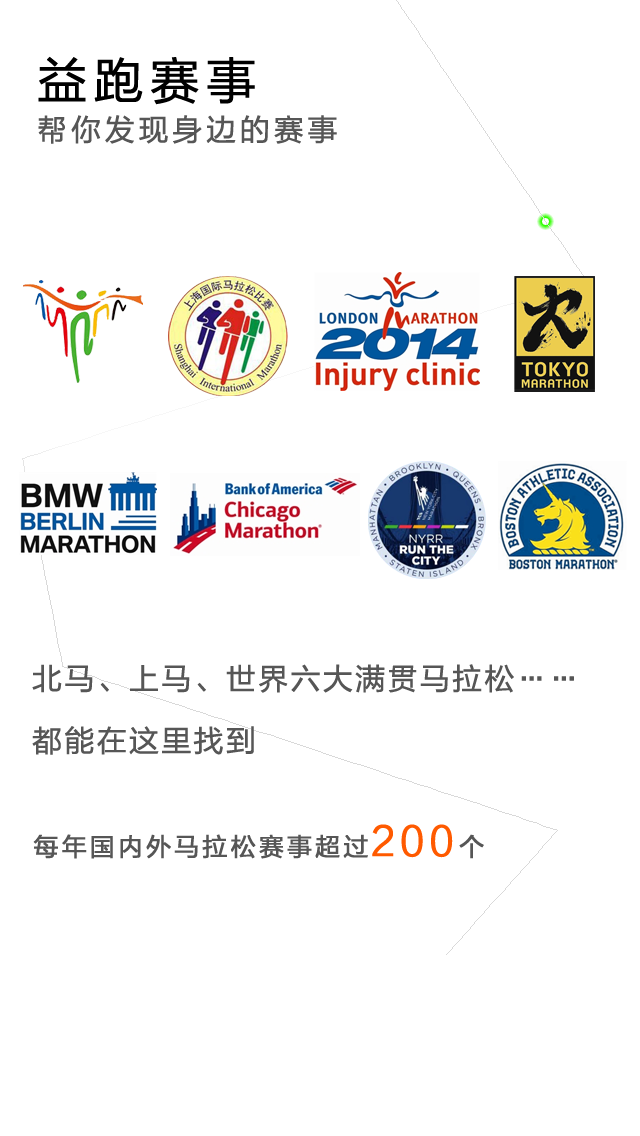 益跑赛事
帮你发现身边的赛事
上海国际马拉松比赛
Shanghai International Marathon
LONDON MARATHON
2014
Injury clinic
TOKYO
MARATHON
BMW
BERLIN
MARATHON
Bank of America
Chicago
Marathon®
MANHATTAN • BROOKLYN • QUEENS • BRONX • STATEN ISLAND
NYRR
RUN THE
CITY
BOSTON ATHLETIC ASSOCIATION
BOSTON MARATHON®
北马、上马、世界六大满贯马拉松⋯ ⋯
都能在这里找到
每年国内外马拉松赛事超过200个